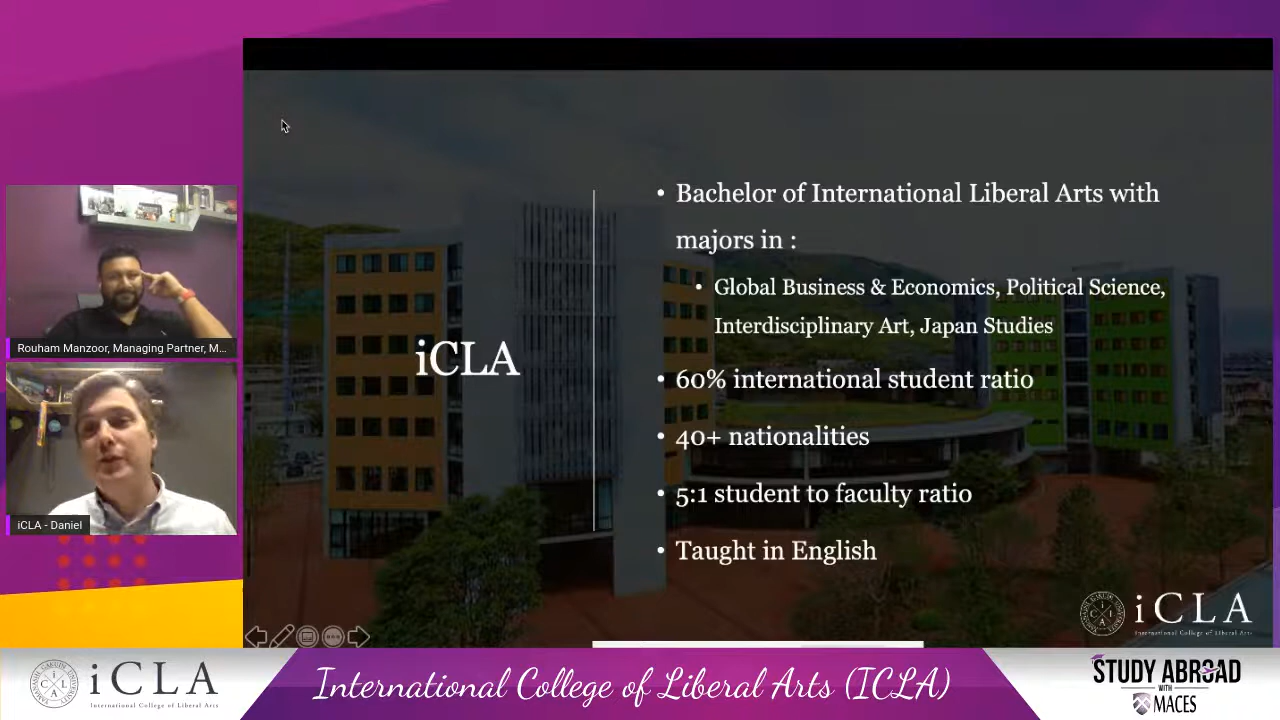 iCLA
• Bachelor of International Liberal Arts with
majors in :
• Global Business & Economics, Political Science,
Interdisciplinary Art, Japan Studies
• 60% international student ratio
• 40+ nationalities
• 5:1 student to faculty ratio
• Taught in English
Rouham Manzoor, Managing Partner, M...
iCLA - Daniel
iCLA
International College of Liberal Arts
iCLA
International College of Liberal Arts
International College of Liberal Arts (ICLA)
STUDY ABROAD
WITH
MACES